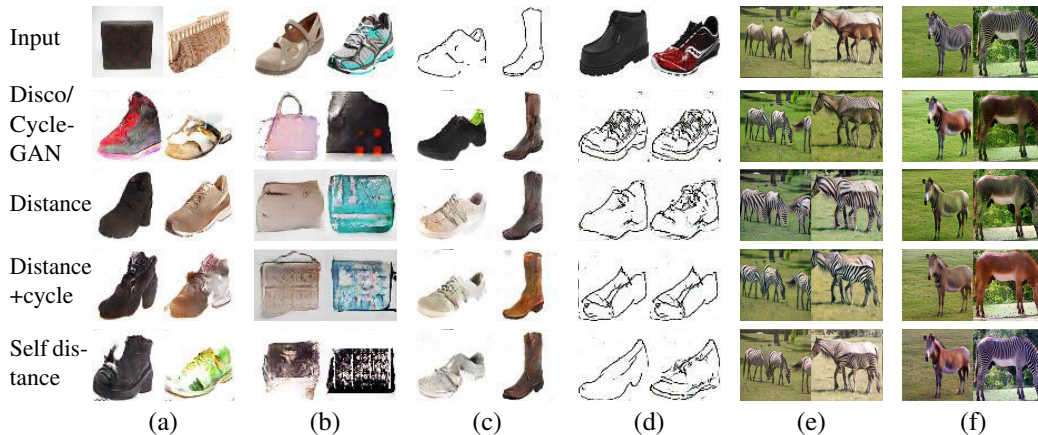 Input
Disco/
Cycle-
GAN
Distance
Distance
+cycle
Self dis-
tance
(a) (b) (c) (d) (e) (f)